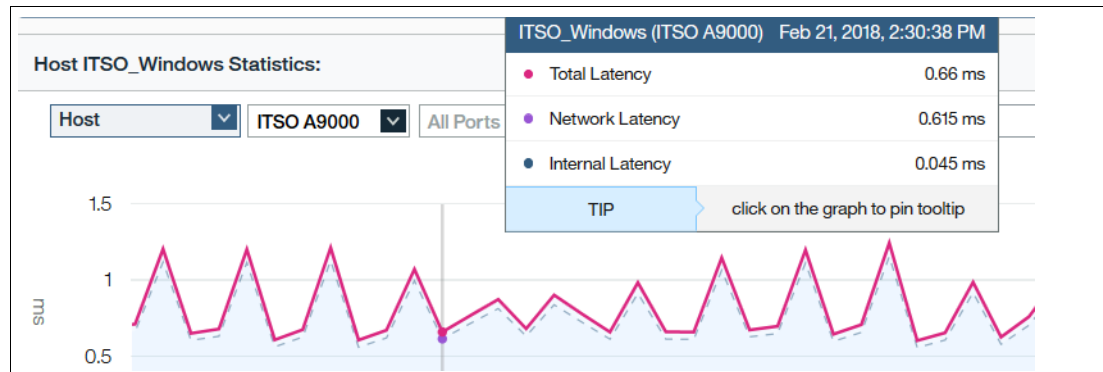 ITSO_Windows (ITSO A9000) Feb 21, 2018, 2:30:38 PM
Host ITSO_Windows Statistics:
Total Latency 0.66 ms
Network Latency 0.615 ms
Internal Latency 0.045 ms
TIP click on the graph to pin tooltip
Host ITSO A9000 All Ports
1.5
1
ms
0.5